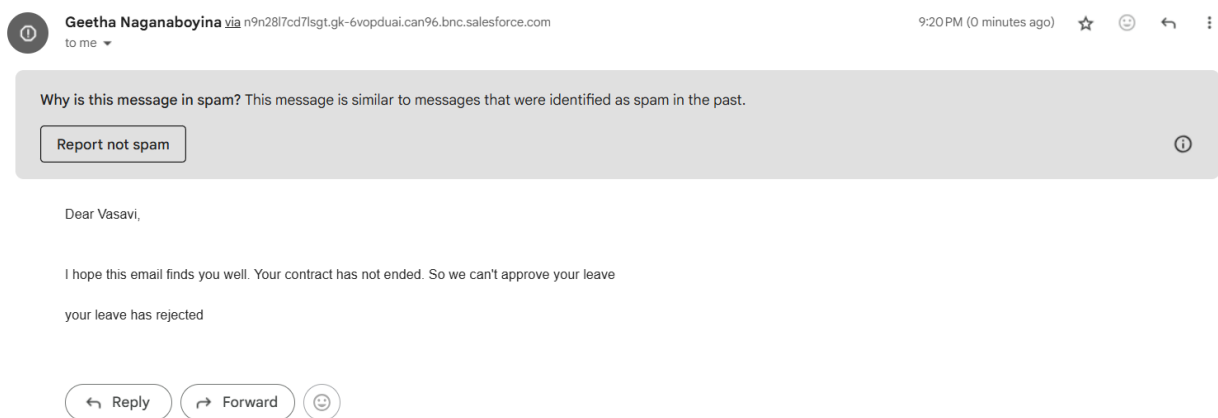 Geetha Naganaboyina via n9n28l7cd7lsgt.gk-6vopduai.can96.bnc.salesforce.com 9:20 PM (0 minutes ago)
to me
Why is this message in spam? This message is similar to messages that were identified as spam in the past.
Report not spam
Dear Vasavi,
I hope this email finds you well. Your contract has not ended. So we can't approve your leave
your leave has rejected
Reply Forward